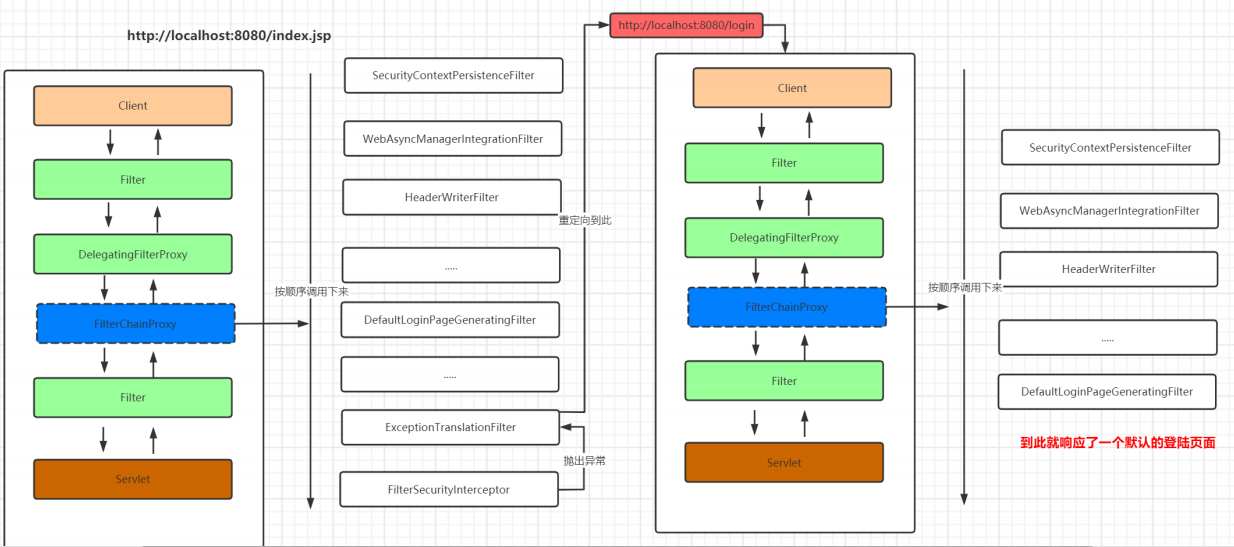 http://localhost:8080/index.jsp
Client
Filter
DelegatingFilterProxy
FilterChainProxy
Filter
Servlet
按顺序调用下来
SecurityContextPersistenceFilter
WebAsyncManagerIntegrationFilter
HeaderWriterFilter
.....
DefaultLoginPageGeneratingFilter
.....
ExceptionTranslationFilter
抛出异常
FilterSecurityInterceptor
重定向到此
http://localhost:8080/login
Client
Filter
DelegatingFilterProxy
FilterChainProxy
Filter
Servlet
按顺序调用下来
SecurityContextPersistenceFilter
WebAsyncManagerIntegrationFilter
HeaderWriterFilter
.....
DefaultLoginPageGeneratingFilter
到此就响应了一个默认的登陆页面